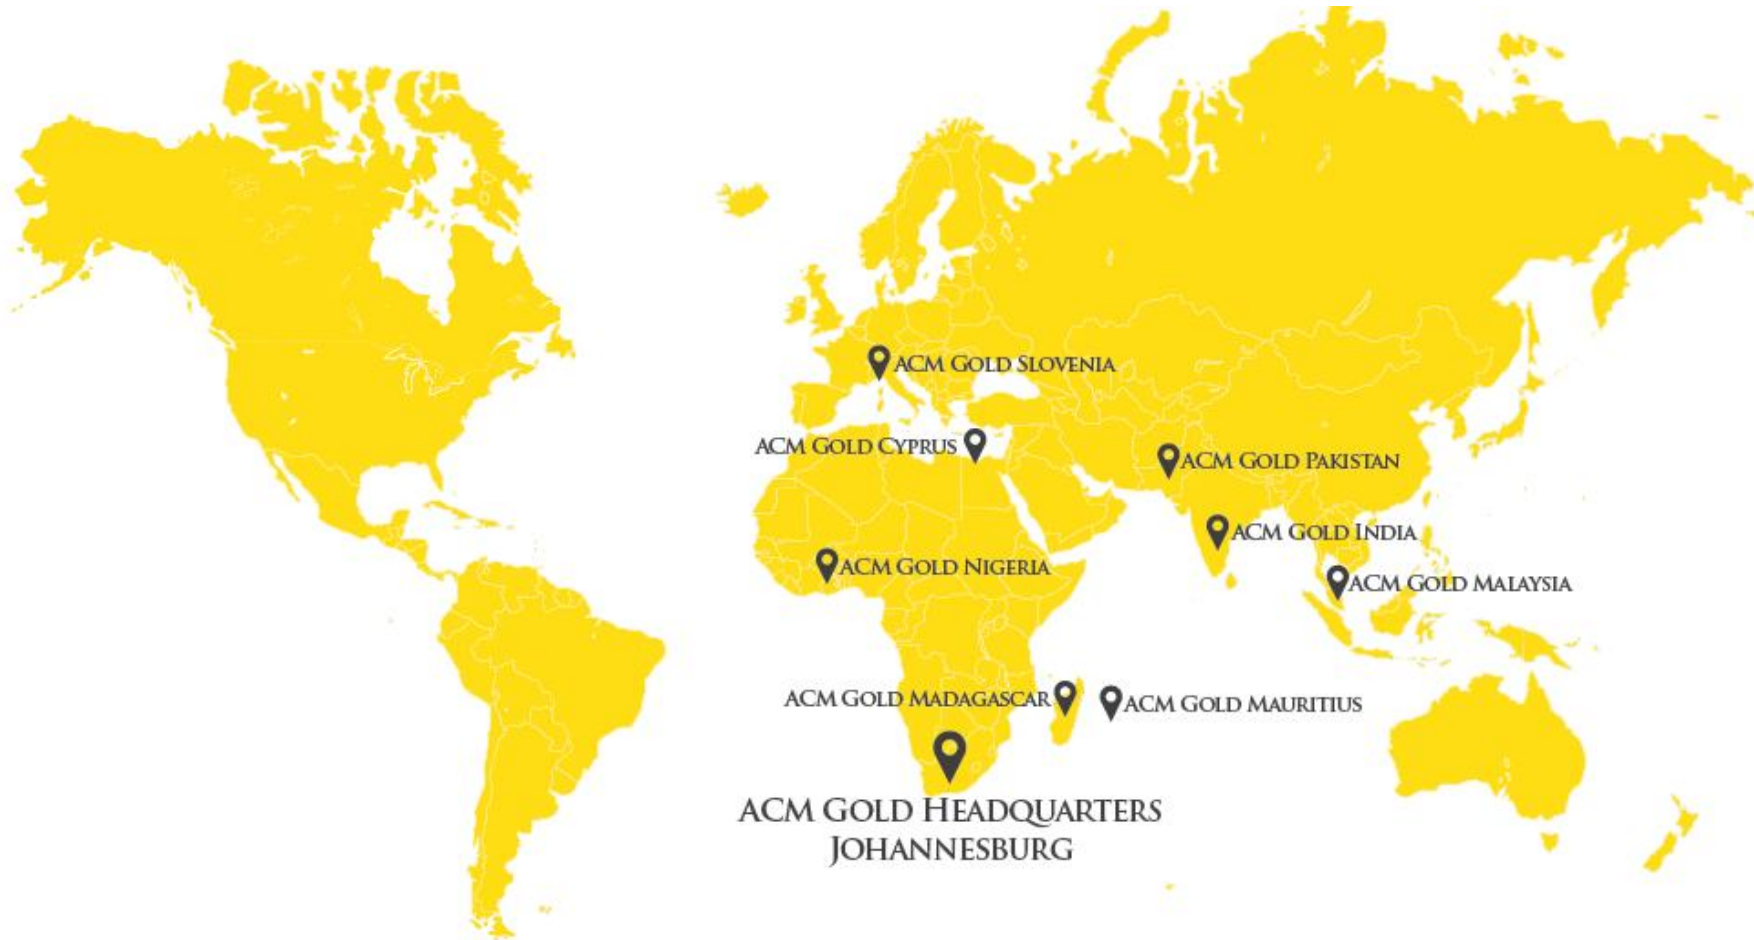 ACM Gold Slovenia
ACM Gold Cyprus
ACM Gold Pakistan
ACM Gold India
ACM Gold Nigeria
ACM Gold Malaysia
ACM Gold Madagascar
ACM Gold Mauritius
ACM Gold Headquarters
Johannesburg